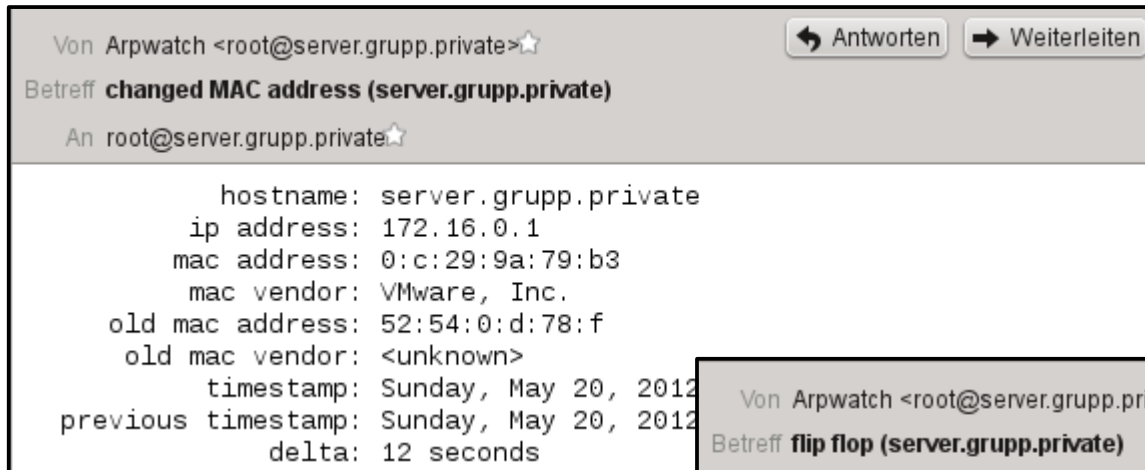 Von Arpwatch <root@server.grupp.private>
Antworten Weiterleiten
Betreff changed MAC address (server.grupp.private)
An root@server.grupp.private
hostname: server.grupp.private
ip address: 172.16.0.1
mac address: 0:c:29:9a:79:b3
mac vendor: VMware, Inc.
old mac address: 52:54:0:d:78:f
old mac vendor: <unknown>
timestamp: Sunday, May 20, 2012
previous timestamp: Sunday, May 20, 2012
delta: 12 seconds
Von Arpwatch <root@server.grupp.pri
Betreff flip flop (server.grupp.private)